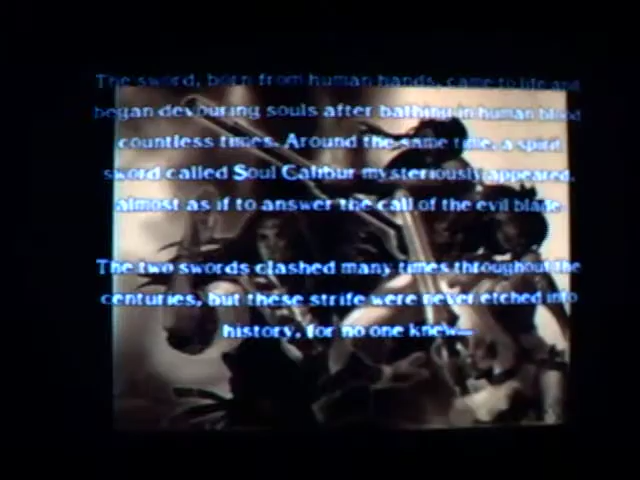 The sword, born from human hands, came to life and
began devouring souls after bathing in human blood
countless times. Around the same time, a spirit
sword called Soul Calibur mysteriously appeared,
almost as if to answer the call of the evil blade.
The two swords clashed many times throughout the
centuries, but these strife were never etched into
history, for no one knew...